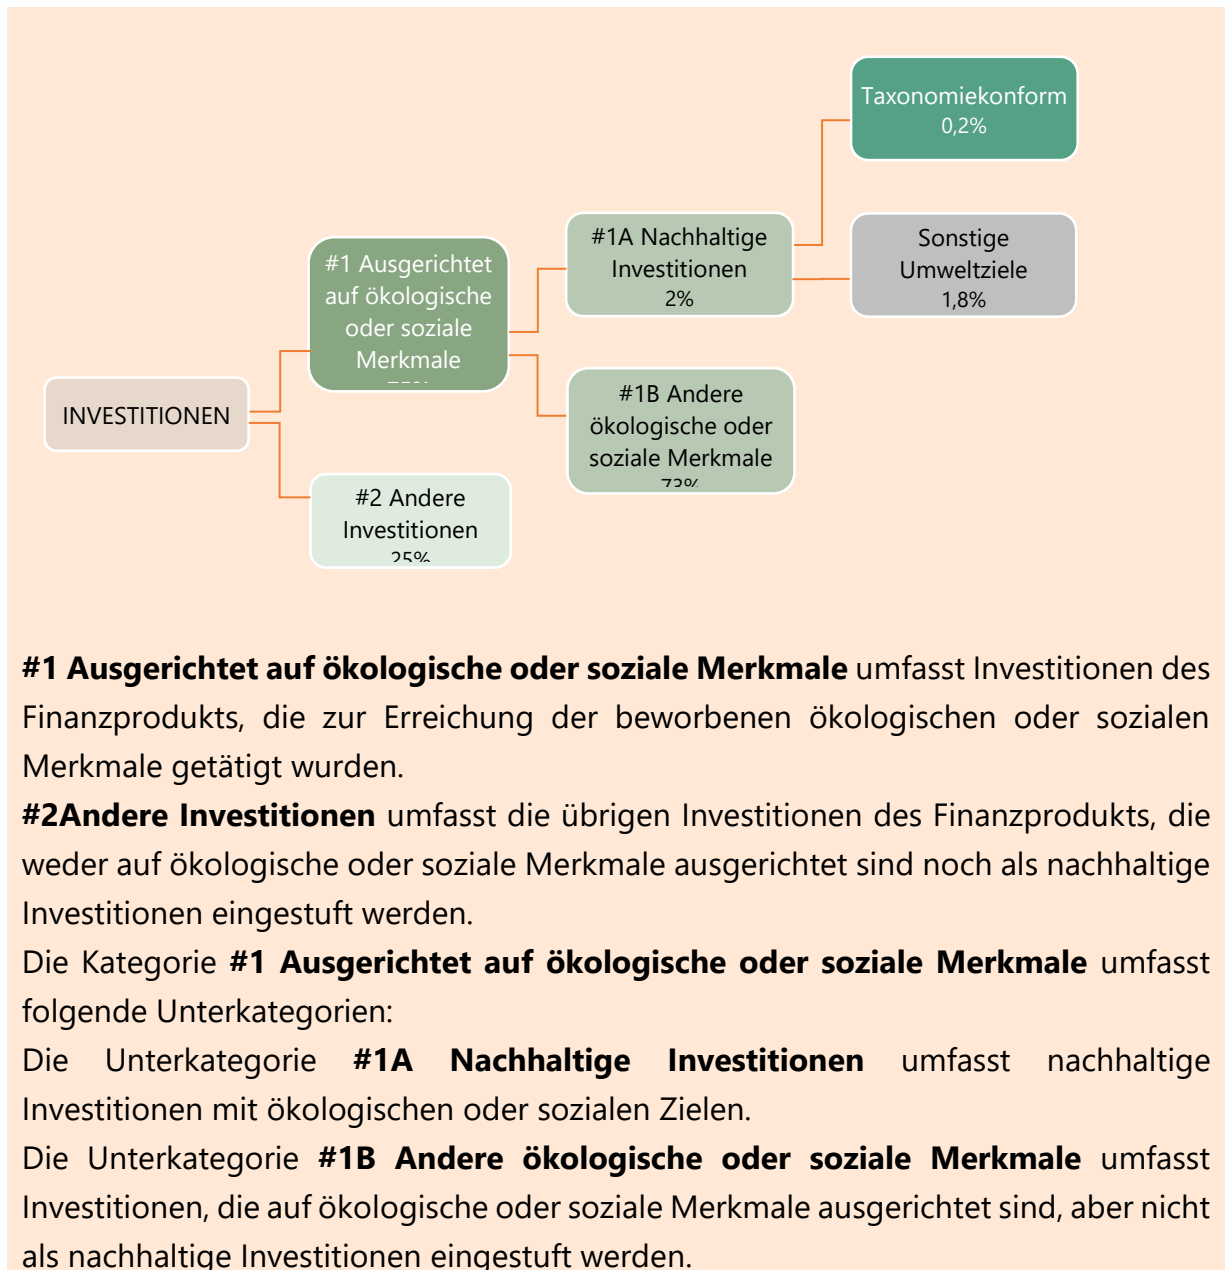 Taxonomiekonform
0,2%
#1A Nachhaltige
Investitionen
2%
Sonstige
Umweltziele
1,8%
#1 Ausgerichtet
auf ökologische
oder soziale
Merkmale
#1B Andere
ökologische oder
soziale Merkmale
73%
INVESTITIONEN
#2 Andere
Investitionen
25%
#1 Ausgerichtet auf ökologische oder soziale Merkmale umfasst Investitionen des
Finanzprodukts, die zur Erreichung der beworbenen ökologischen oder sozialen
Merkmale getätigt wurden.
#2Andere Investitionen umfasst die übrigen Investitionen des Finanzprodukts, die
weder auf ökologische oder soziale Merkmale ausgerichtet sind noch als nachhaltige
Investitionen eingestuft werden.
Die Kategorie #1 Ausgerichtet auf ökologische oder soziale Merkmale umfasst
folgende Unterkategorien:
Die Unterkategorie #1A Nachhaltige Investitionen umfasst nachhaltige
Investitionen mit ökologischen oder sozialen Zielen.
Die Unterkategorie #1B Andere ökologische oder soziale Merkmale umfasst
Investitionen, die auf ökologische oder soziale Merkmale ausgerichtet sind, aber nicht
als nachhaltige Investitionen eingestuft werden.